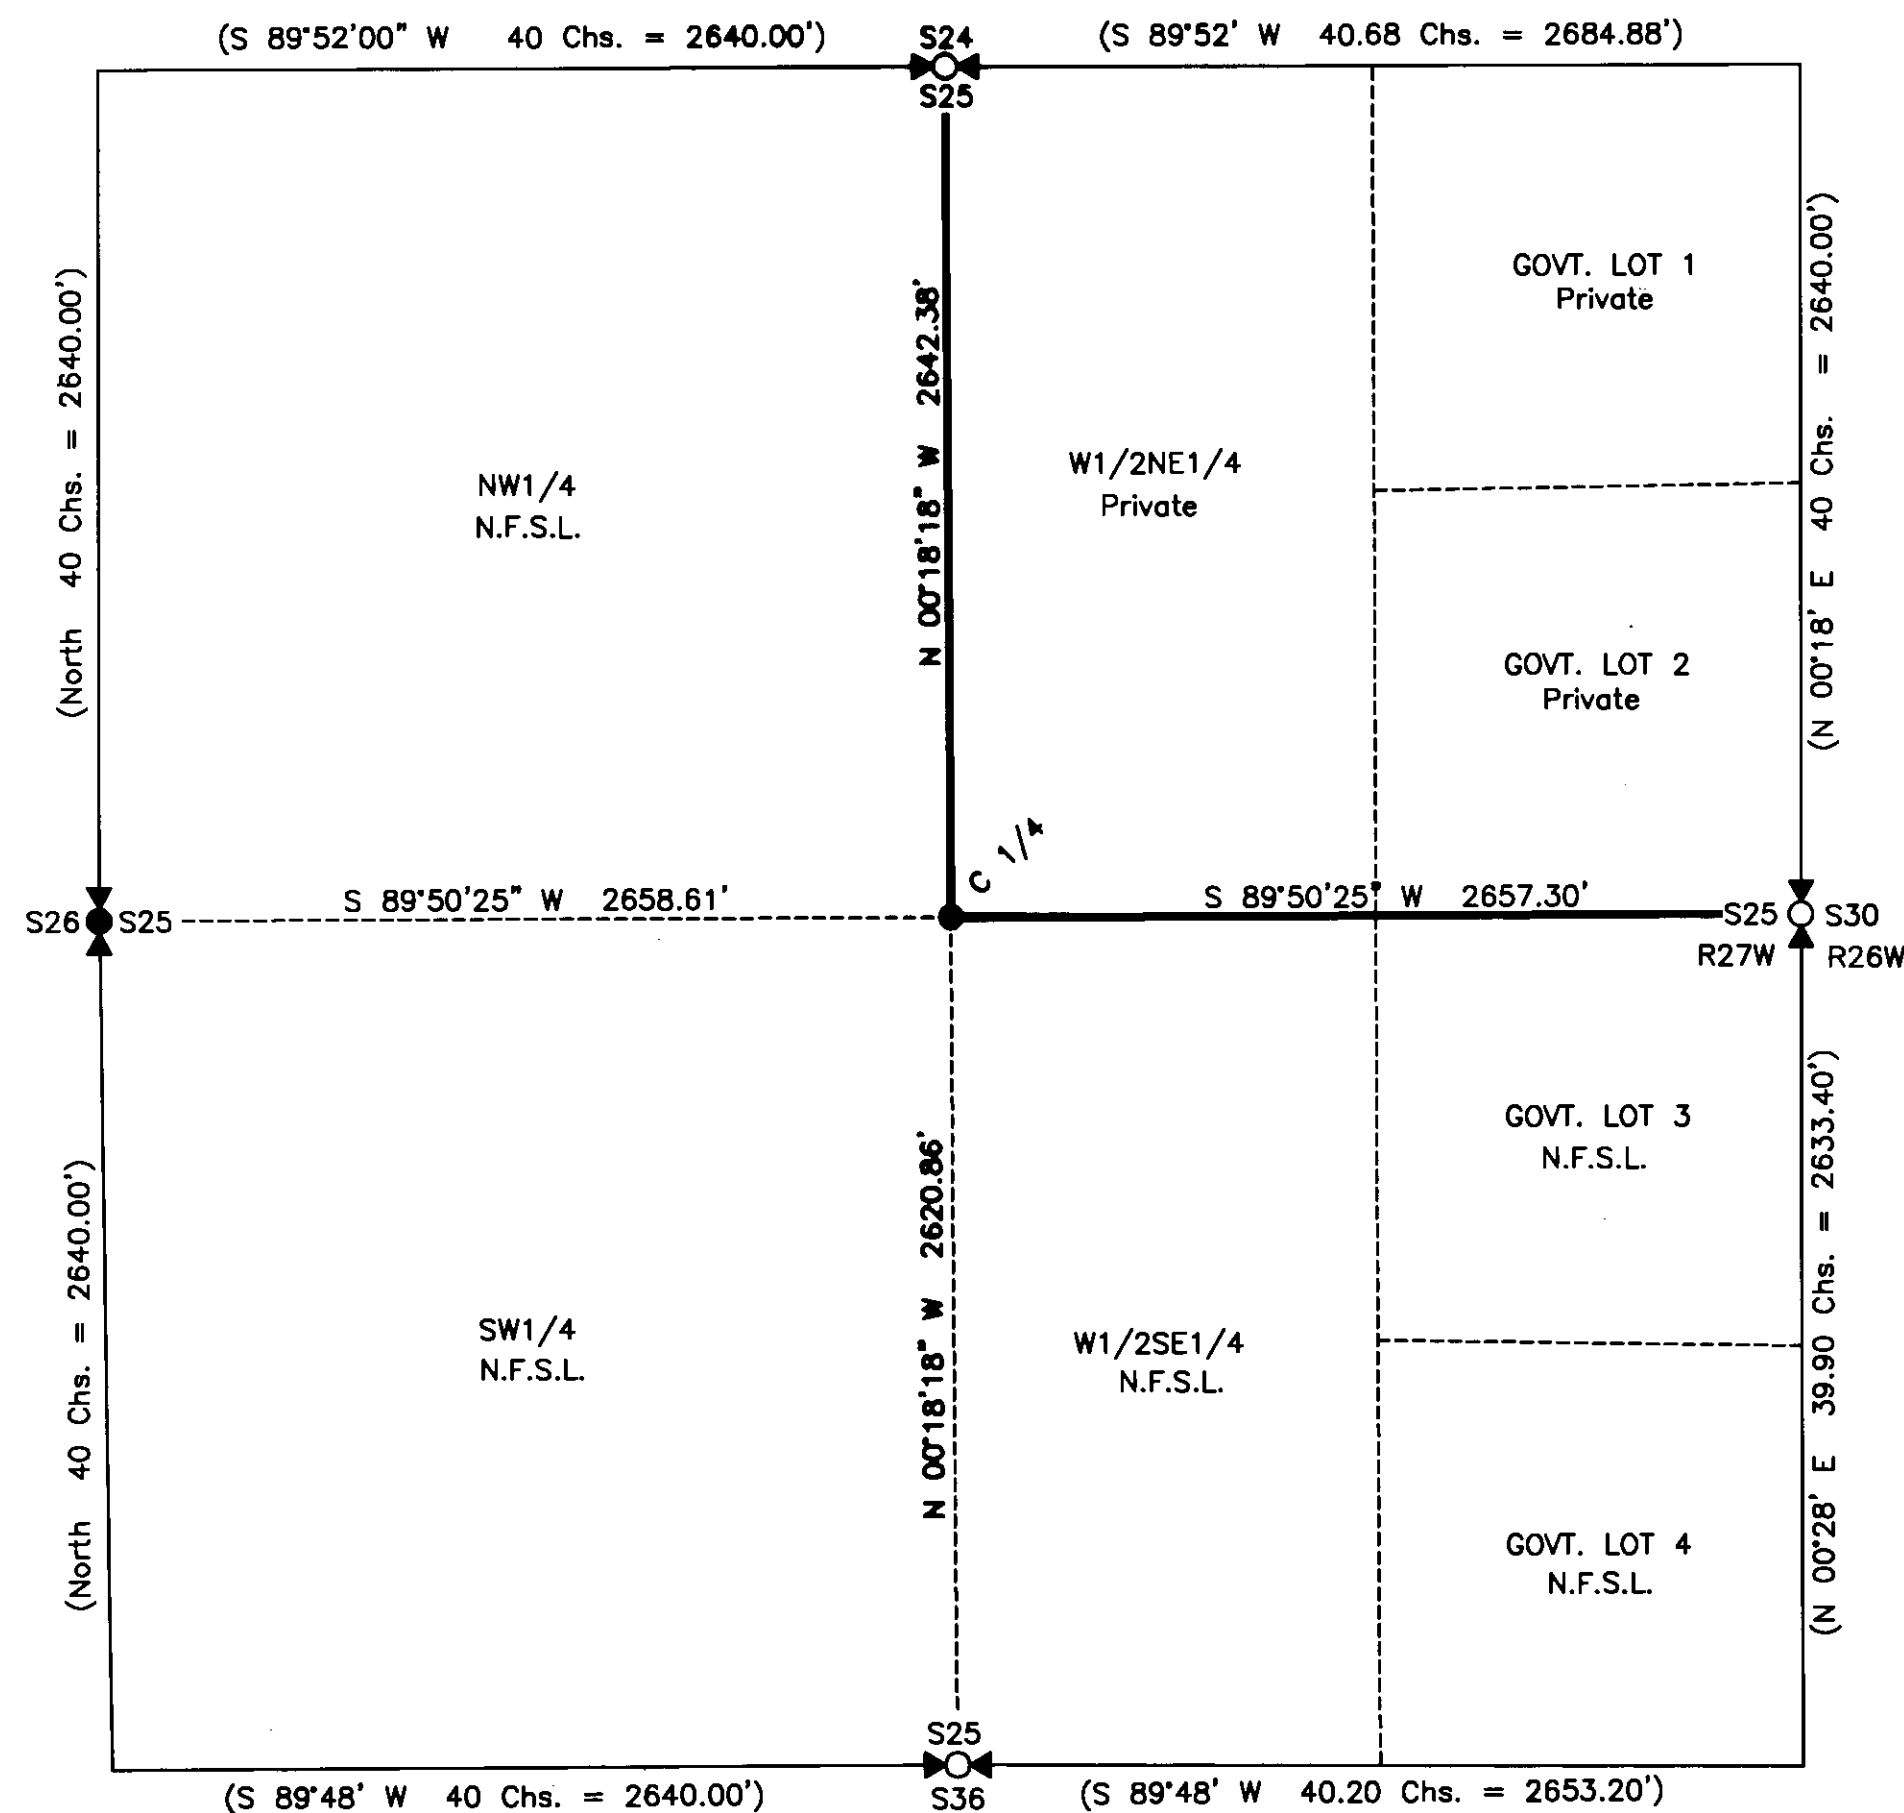 (S 89°52'00" W 40 Chs. = 2640.00')
S24
(S 89°52' W 40.68 Chs. = 2684.88')
S25
(North 40 Chs. = 2640.00')
NW1/4
N.F.S.L.
N 00°18'18" W 2642.38'
W1/2NE1/4
Private
GOVT. LOT 1
Private
GOVT. LOT 2
Private
(N 00°18' E 40 Chs. = 2640.00')
C 1/4
S26
S25
S 89°50'25" W 2658.61'
S 89°50'25" W 2657.30'
S25
S30
R27W
R26W
(North 40 Chs. = 2640.00')
SW1/4
N.F.S.L.
N 00°18'18" W 2620.86'
W1/2SE1/4
N.F.S.L.
GOVT. LOT 3
N.F.S.L.
GOVT. LOT 4
N.F.S.L.
(N 00°28' E 39.90 Chs. = 2633.40')
S25
(S 89°48' W 40 Chs. = 2640.00')
S36
(S 89°48' W 40.20 Chs. = 2653.20')